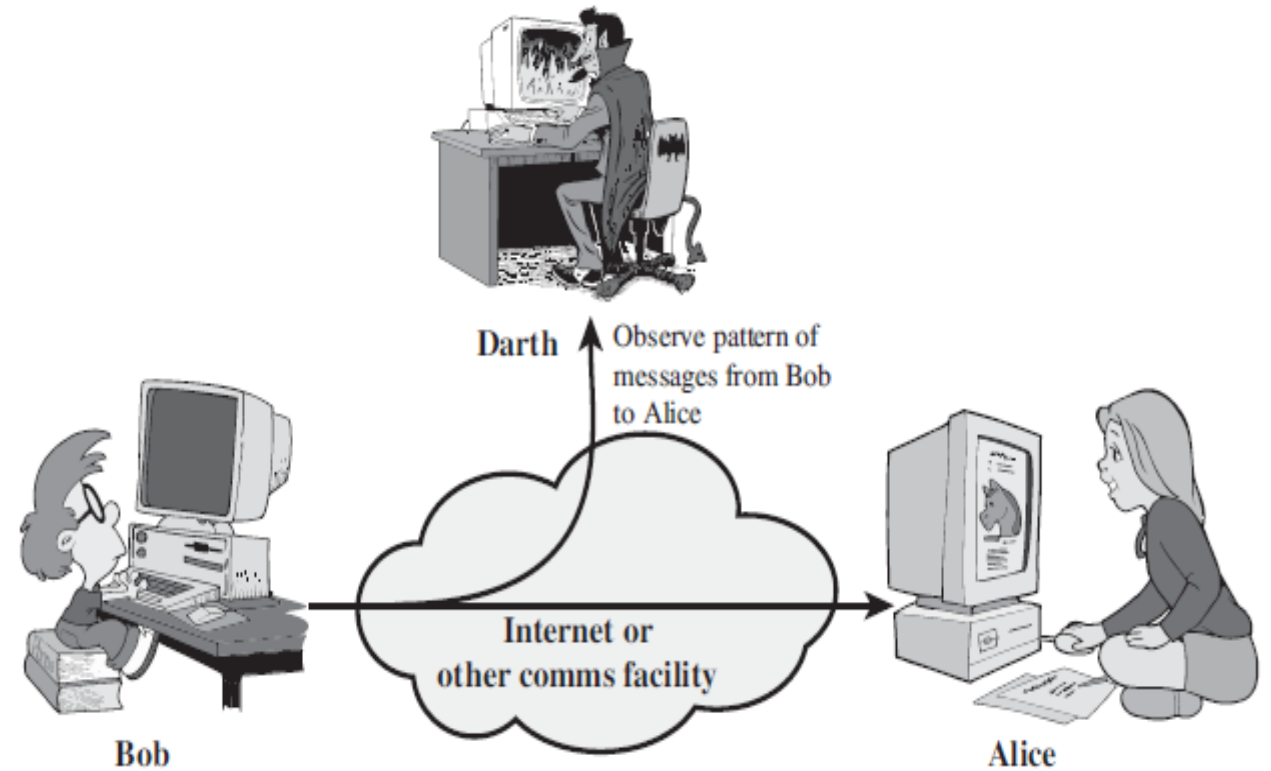 Darth
Observe pattern of
messages from Bob
to Alice
Internet or
other comms facility
Bob
Alice